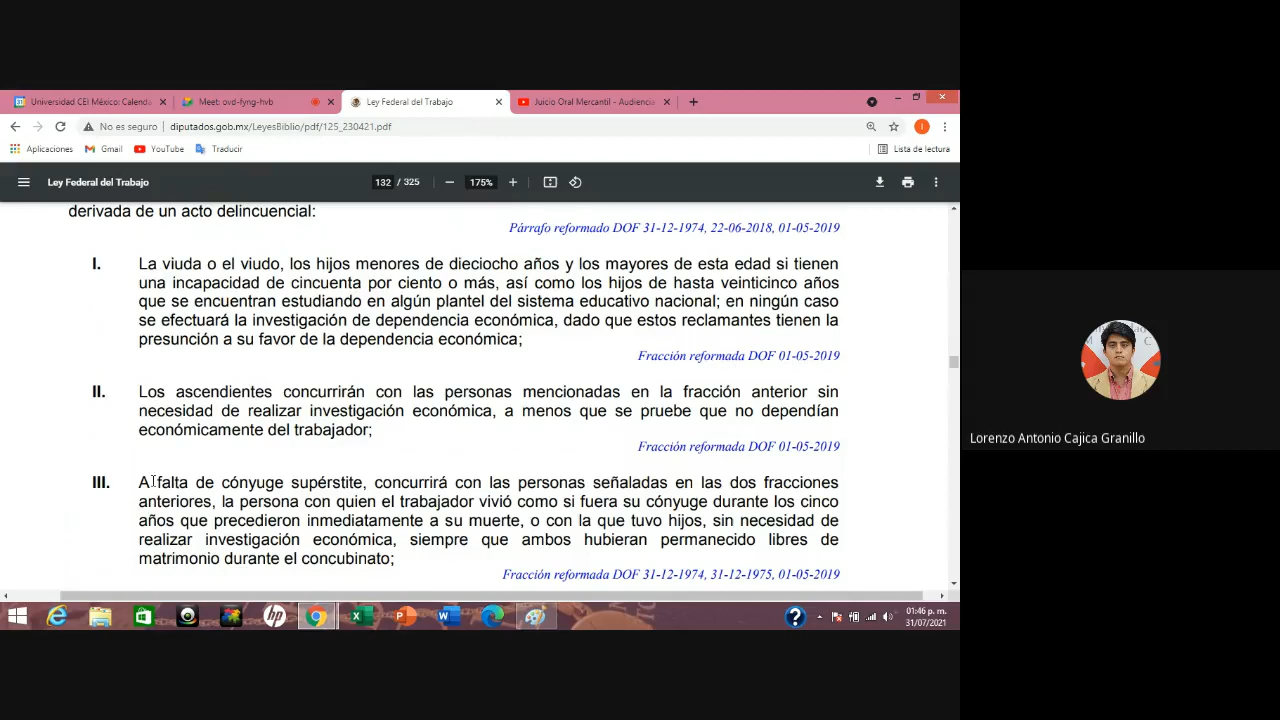 Universidad CEI México: Calenda
Meet: ovd-fyng-hvb
Ley Federal del Trabajo
Juicio Oral Mercantil - Audiencia
No es seguro
deputados.gob.mx/LeyesBiblio/pdf/125_230421.pdf
Aplicaciones
Gmail
YouTube
Traducir
Lista de lectura
Ley Federal del Trabajo
132 / 325
175%
derivada de un acto delincuencial:
Párrafo reformado DOF 31-12-1974, 22-06-2018, 01-05-2019
I. La viuda o el viudo, los hijos menores de dieciocho años y los mayores de esta edad si tienen
una incapacidad de cincuenta por ciento o más, así como los hijos de hasta veinticinco años
que se encuentran estudiando en algún plantel del sistema educativo nacional; en ningún caso
se efectuará la investigación de dependencia económica, dado que estos reclamantes tienen la
presunción a su favor de la dependencia económica;
Fracción reformada DOF 01-05-2019
II. Los ascendientes concurrirán con las personas mencionadas en la fracción anterior sin
necesidad de realizar investigación económica, a menos que se pruebe que no dependían
económicamente del trabajador;
Fracción reformada DOF 01-05-2019
III. A falta de cónyuge supérstite, concurrirá con las personas señaladas en las dos fracciones
anteriores, la persona con quien el trabajador vivió como si fuera su cónyuge durante los cinco
años que precedieron inmediatamente a su muerte, o con la que tuvo hijos, sin necesidad de
realizar investigación económica, siempre que ambos hubieran permanecido libres de
matrimonio durante el concubinato;
Fracción reformada DOF 31-12-1974, 31-12-1975, 01-05-2019
01:46 p. m.
31/07/2021
Lorenzo Antonio Cajica Granillo